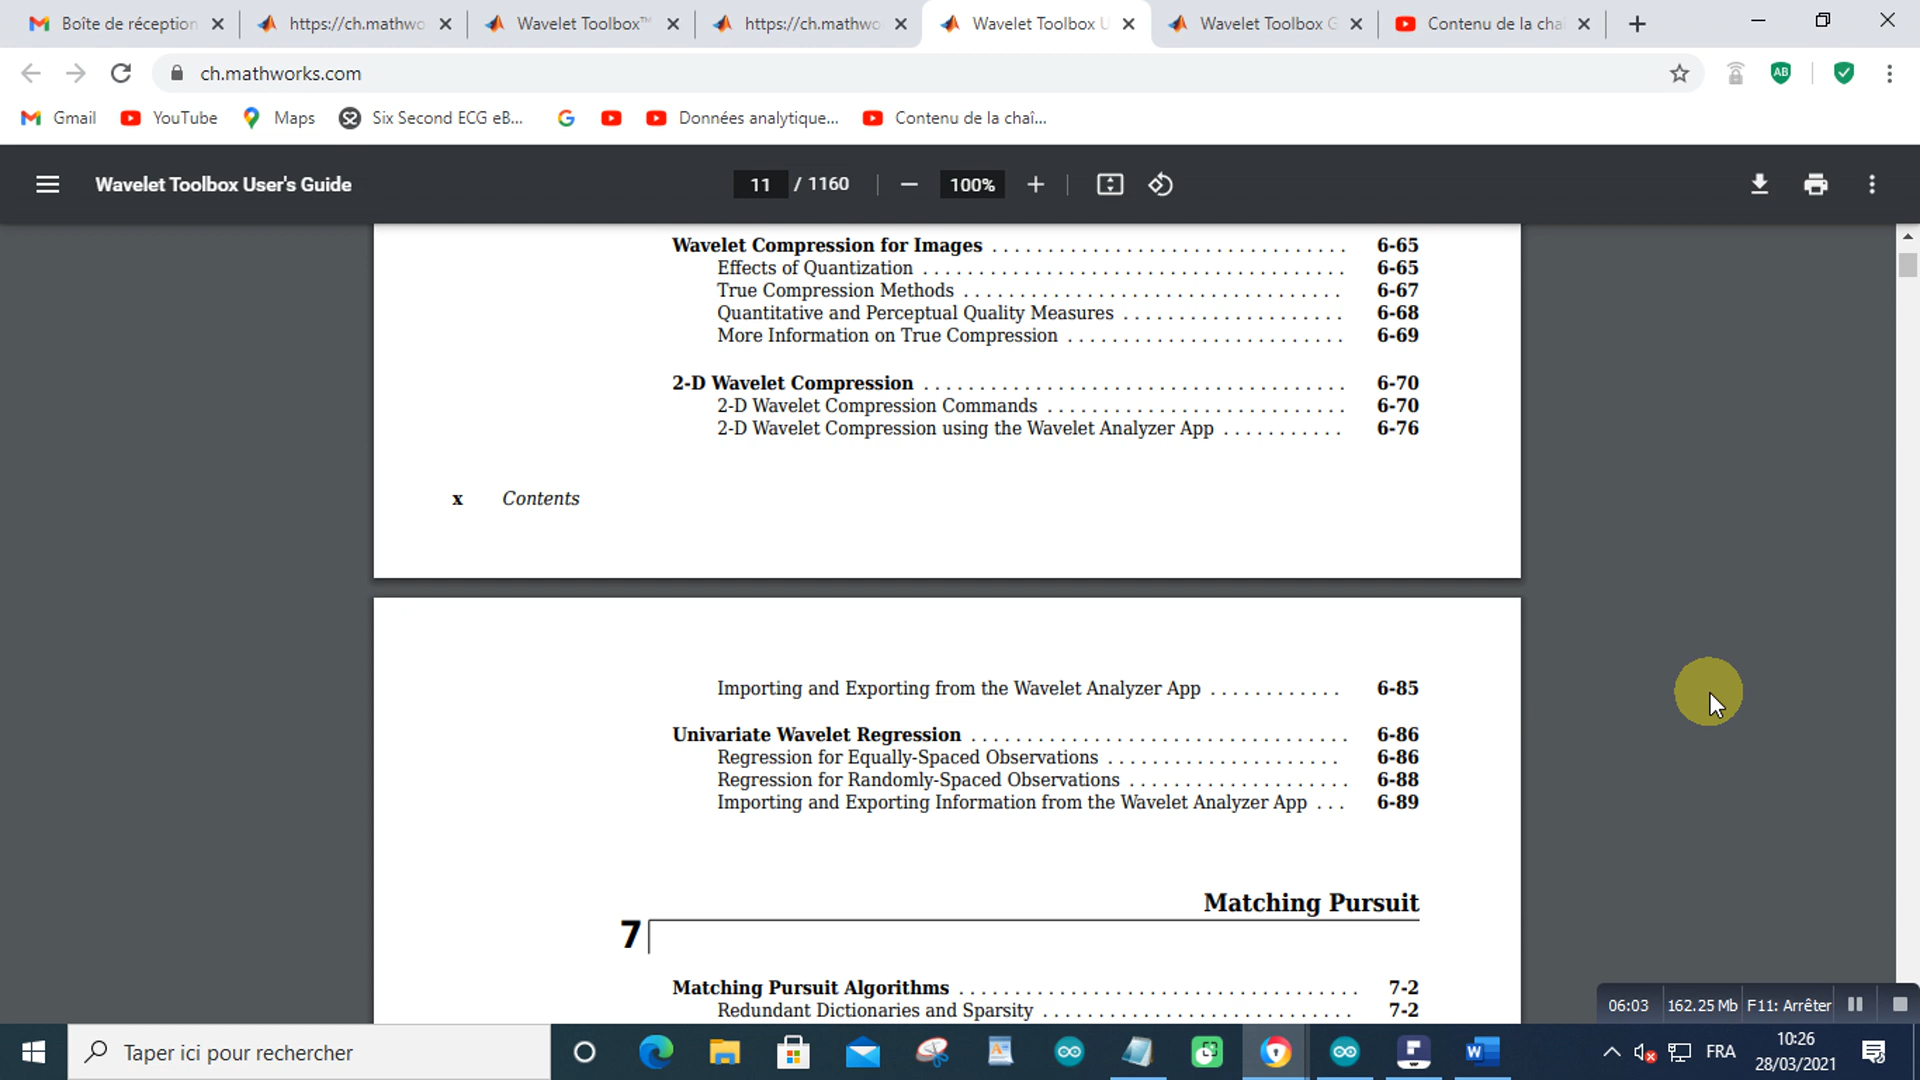 Boîte de réception
https://ch.mathwo
Wavelet Toolbox™
https://ch.mathwo
Wavelet Toolbox U
Wavelet Toolbox G
Contenu de la cha
ch.mathworks.com
AB
Gmail
YouTube
Maps
Six Second ECG eB...
Données analytique...
Contenu de la chaî...
Wavelet Toolbox User's Guide
11 / 1160
100%
Wavelet Compression for Images . . . . . . . . . . . . . . . . . . . . . . . . . . . . . . . . 6-65
Effects of Quantization . . . . . . . . . . . . . . . . . . . . . . . . . . . . . . . . . . . . . . 6-65
True Compression Methods . . . . . . . . . . . . . . . . . . . . . . . . . . . . . . . . . . 6-67
Quantitative and Perceptual Quality Measures . . . . . . . . . . . . . . . . . . . . 6-68
More Information on True Compression . . . . . . . . . . . . . . . . . . . . . . . . . 6-69
2-D Wavelet Compression . . . . . . . . . . . . . . . . . . . . . . . . . . . . . . . . . . . . . . 6-70
2-D Wavelet Compression Commands . . . . . . . . . . . . . . . . . . . . . . . . . . . 6-70
2-D Wavelet Compression using the Wavelet Analyzer App . . . . . . . . . . . 6-76
x Contents
Importing and Exporting from the Wavelet Analyzer App . . . . . . . . . . . . 6-85
Univariate Wavelet Regression . . . . . . . . . . . . . . . . . . . . . . . . . . . . . . . . . . 6-86
Regression for Equally-Spaced Observations . . . . . . . . . . . . . . . . . . . . . 6-86
Regression for Randomly-Spaced Observations . . . . . . . . . . . . . . . . . . . . 6-88
Importing and Exporting Information from the Wavelet Analyzer App . . . 6-89
Matching Pursuit
7
Matching Pursuit Algorithms . . . . . . . . . . . . . . . . . . . . . . . . . . . . . . . . . . . . 7-2
Redundant Dictionaries and Sparsity . . . . . . . . . . . . . . . . . . . . . . . . . . . . 7-2
06:03 162.25 Mb F11: Arrêter
Taper ici pour rechercher
FRA
10:26
28/03/2021